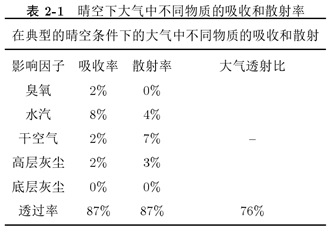 表 2-1 晴空下大气中不同物质的吸收和散射率
在典型的晴空条件下的大气中不同物质的吸收和散射
影响因子 吸收率 散射率 大气透射比
臭氧 2% 0%
水汽 8% 4%
干空气 2% 7% –
高层灰尘 2% 3%
底层灰尘 0% 0%
透过率 87% 87% 76%